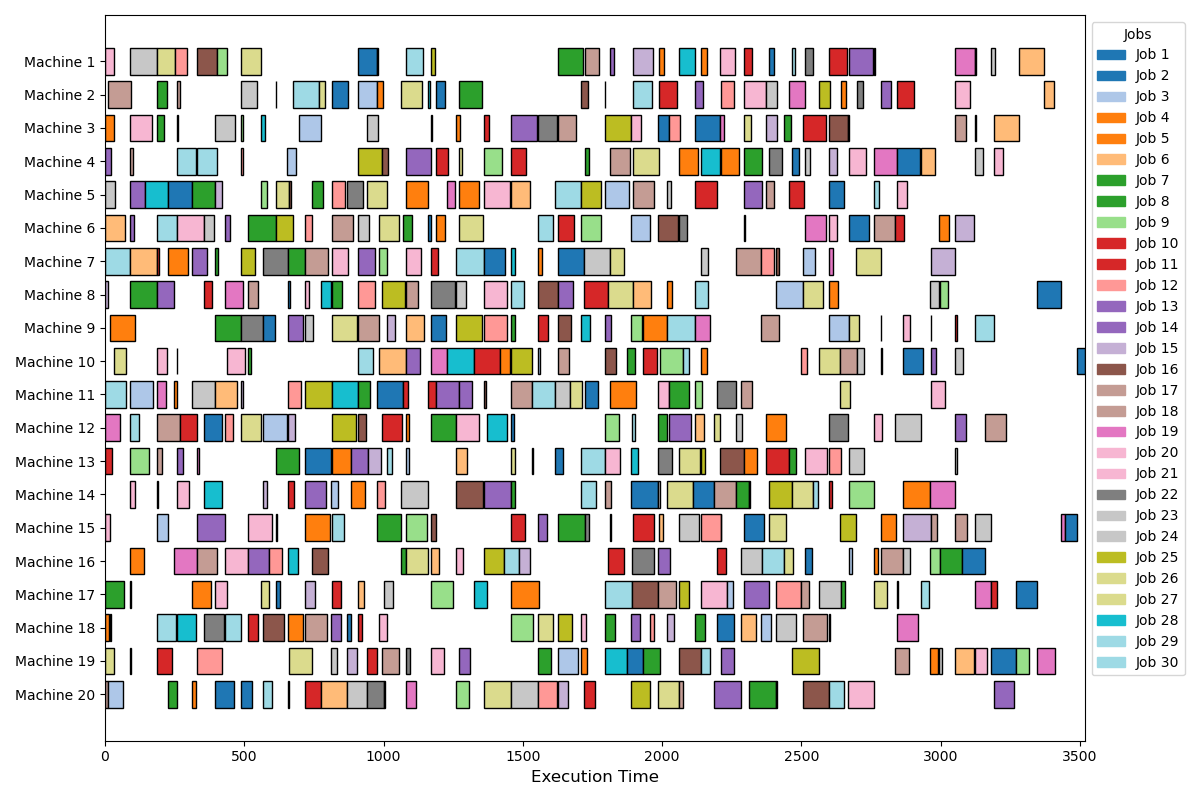 Machine 1
Machine 2
Machine 3
Machine 4
Machine 5
Machine 6
Machine 7
Machine 8
Machine 9
Machine 10
Machine 11
Machine 12
Machine 13
Machine 14
Machine 15
Machine 16
Machine 17
Machine 18
Machine 19
Machine 20
0 500 1000 1500 2000 2500 3000 3500
Execution Time
Jobs
Job 1
Job 2
Job 3
Job 4
Job 5
Job 6
Job 7
Job 8
Job 9
Job 10
Job 11
Job 12
Job 13
Job 14
Job 15
Job 16
Job 17
Job 18
Job 19
Job 20
Job 21
Job 22
Job 23
Job 24
Job 25
Job 26
Job 27
Job 28
Job 29
Job 30